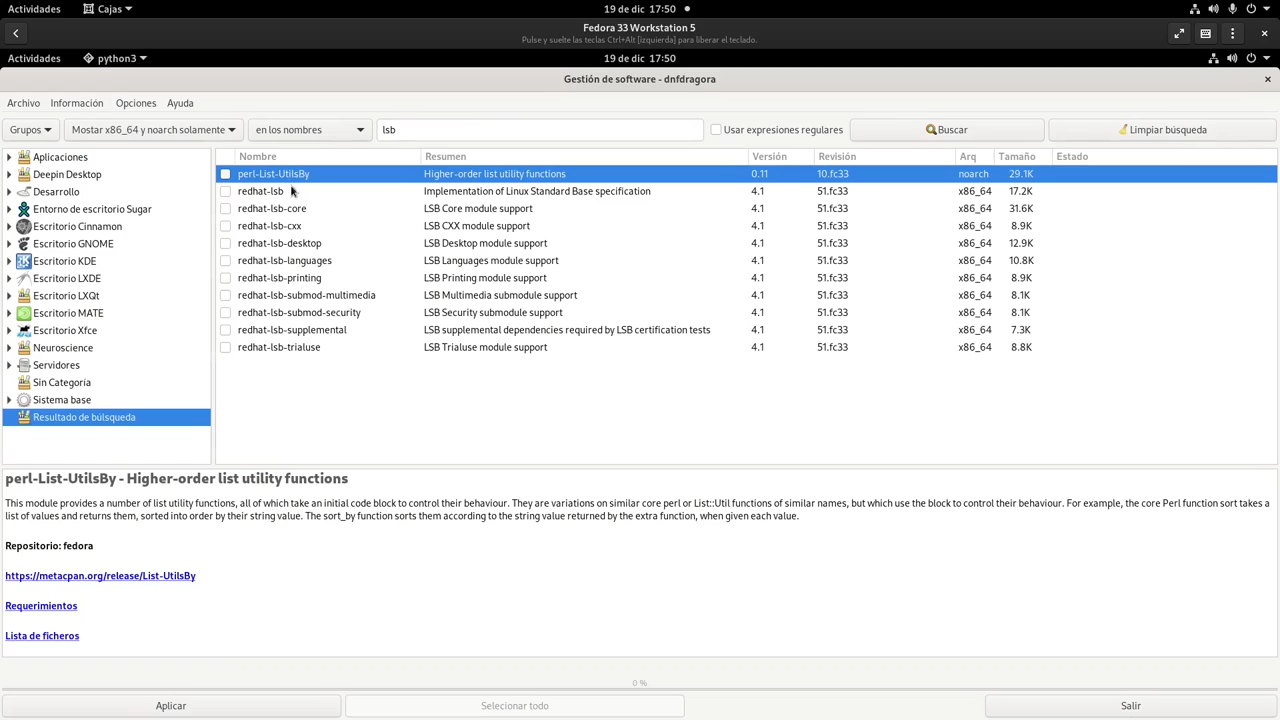 Actividades Cajas 19 de dic 17:50
Fedora 33 Workstation 5
Pulse y suelte las teclas Ctrl+Alt [izquierda] para liberar el teclado.
Actividades python3 19 de dic 17:50
Gestión de software - dnfdragora
Archivo Información Opciones Ayuda
Grupos Mostar x86_64 y noarch solamente en los nombres lsb Usar expresiones regulares Buscar Limpiar búsqueda
Aplicaciones
Deepin Desktop
Desarrollo
Entorno de escritorio Sugar
Escritorio Cinnamon
Escritorio GNOME
Escritorio KDE
Escritorio LXDE
Escritorio LXQt
Escritorio MATE
Escritorio Xfce
Neuroscience
Servidores
Sin Categoría
Sistema base
Resultado de búlsqueda
Nombre Resumen Versión Revisión Arq Tamaño Estado
perl-List-UtilsBy Higher-order list utility functions 0.11 10.fc33 noarch 29.1K
redhat-lsb Implementation of Linux Standard Base specification 4.1 51.fc33 x86_64 17.2K
redhat-lsb-core LSB Core module support 4.1 51.fc33 x86_64 31.6K
redhat-lsb-cxx LSB CXX module support 4.1 51.fc33 x86_64 8.9K
redhat-lsb-desktop LSB Desktop module support 4.1 51.fc33 x86_64 12.9K
redhat-lsb-languages LSB Languages module support 4.1 51.fc33 x86_64 10.8K
redhat-lsb-printing LSB Printing module support 4.1 51.fc33 x86_64 8.9K
redhat-lsb-submod-multimedia LSB Multimedia submodule support 4.1 51.fc33 x86_64 8.1K
redhat-lsb-submod-security LSB Security submodule support 4.1 51.fc33 x86_64 8.1K
redhat-lsb-supplemental LSB supplemental dependencies required by LSB certification tests 4.1 51.fc33 x86_64 7.3K
redhat-lsb-trialuse LSB Trialuse module support 4.1 51.fc33 x86_64 8.8K
perl-List-UtilsBy - Higher-order list utility functions
This module provides a number of list utility functions, all of which take an initial code block to control their behaviour. They are variations on similar core perl or List::Util functions of similar names, but which use the block to control their behaviour. For example, the core Perl function sort takes a
list of values and returns them, sorted into order by their string value. The sort_by function sorts them according to the string value returned by the extra function, when given each value.
Repositorio: fedora
https://metacpan.org/release/List-UtilsBy
Requerimientos
Lista de ficheros
0 %
Aplicar Selecionar todo Salir